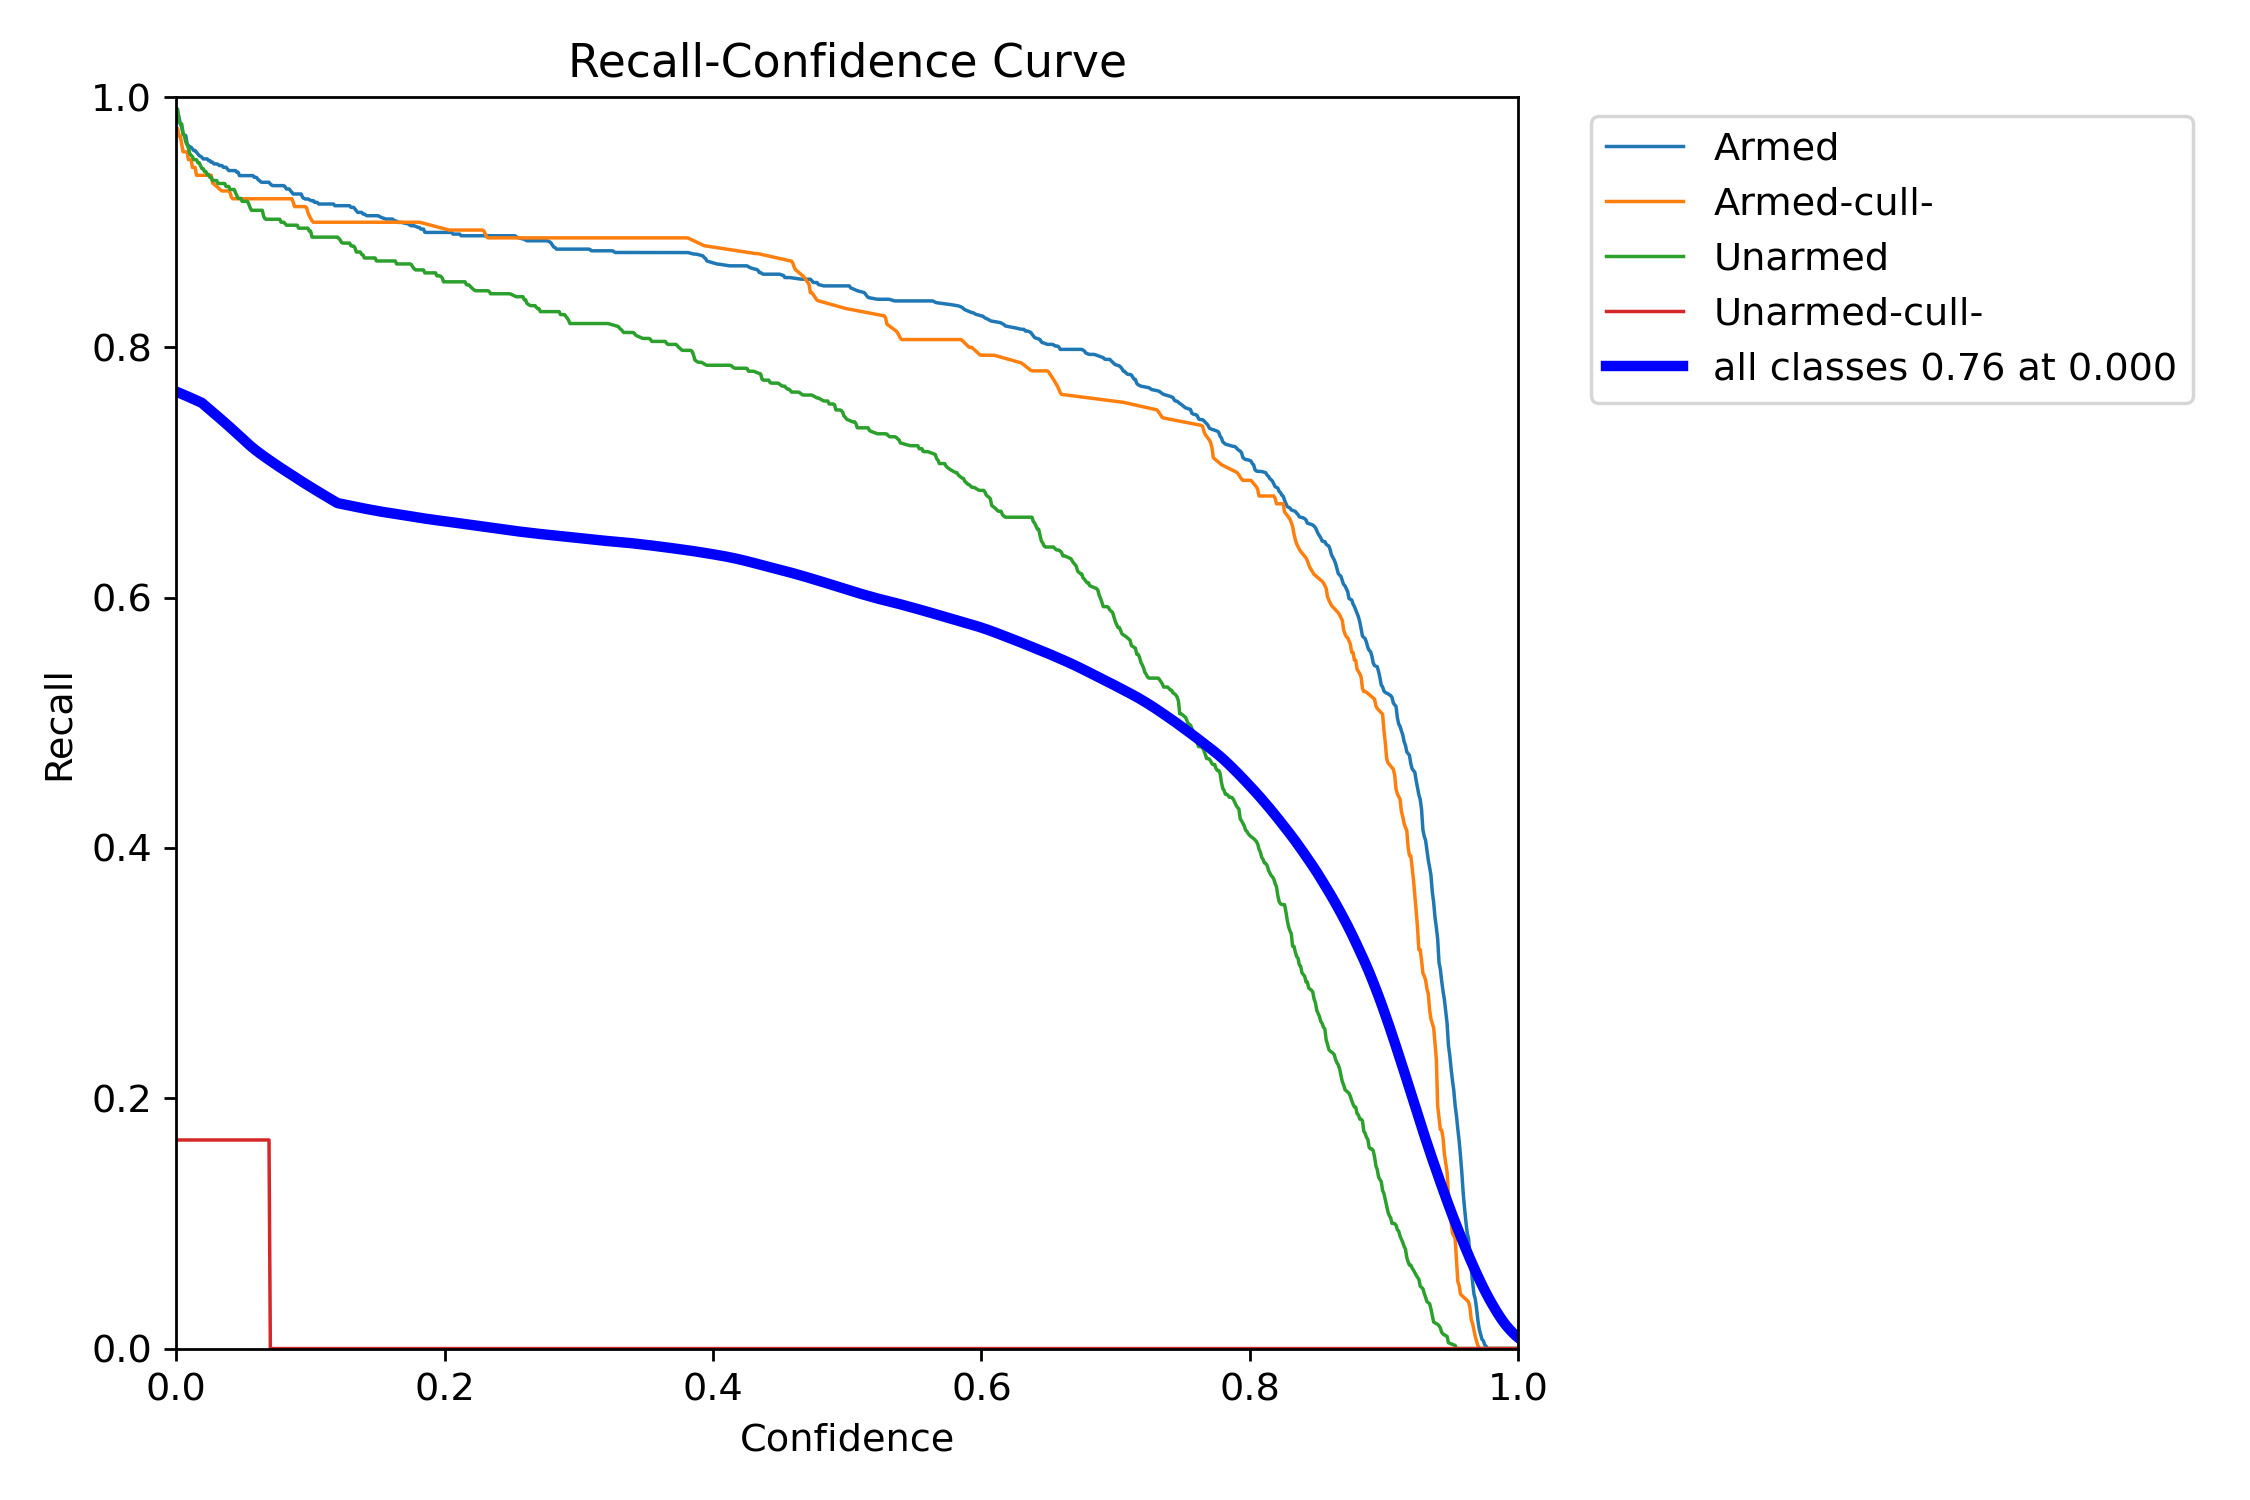 Recall-Confidence Curve
1.0
0.8
0.6
0.4
0.2
0.0
Recall
0.0 0.2 0.4 0.6 0.8 1.0
Confidence
Armed
Armed-cull-
Unarmed
Unarmed-cull-
all classes 0.76 at 0.000